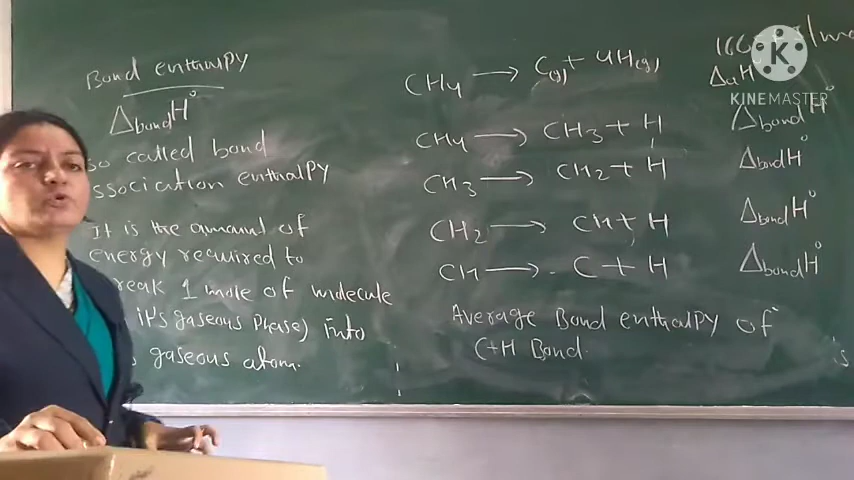 Bond enthalpy
ΔbondH°
so called bond
ssociation enthalpy
It is the amount of
energy required to
reak 1 mole of molecule
it's gaseous phase) into
gaseous atom.
CH4 → C(g) + 4H(g) ΔaH°
CH4 → CH3 + H ΔbondH°
CH3 → CH2 + H ΔbondH°
CH2 → CH + H ΔbondH°
CH → C + H ΔbondH°
Average Bond enthalpy of
C-H Bond.
K
KINEMASTER